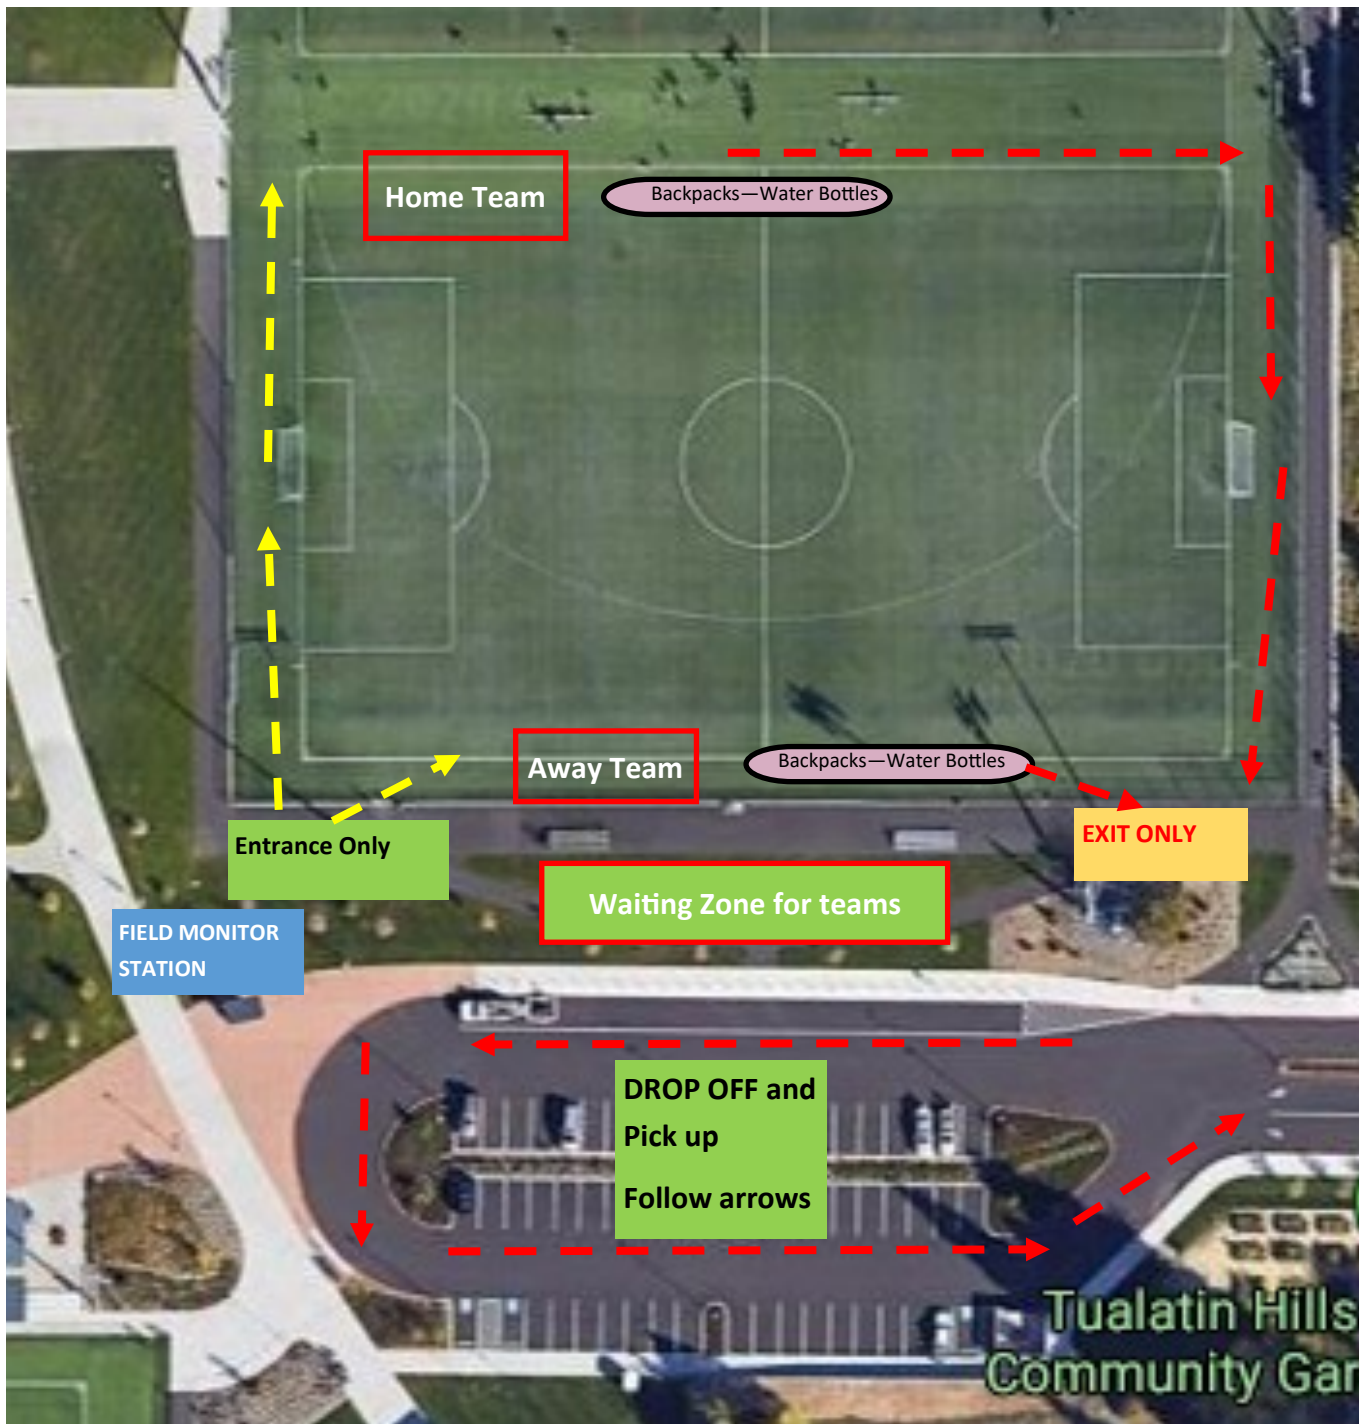 Home Team
Backpacks—Water Bottles
Away Team
Backpacks—Water Bottles
Entrance Only
EXIT ONLY
Waiting Zone for teams
FIELD MONITOR
STATION
DROP OFF and
Pick up
Follow arrows
Tualatin Hills
Community Gar